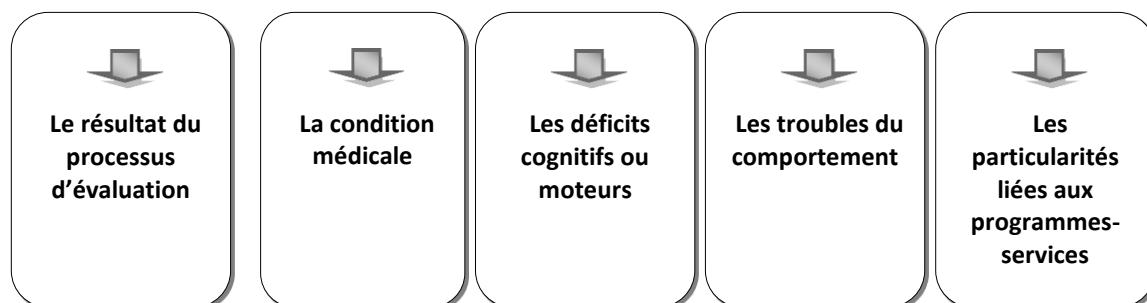 Le résultat du
processus
d’évaluation
La condition
médicale
Les déficits
cognitifs ou
moteurs
Les troubles du
comportement
Les
particularités
liées aux
programmes-
services